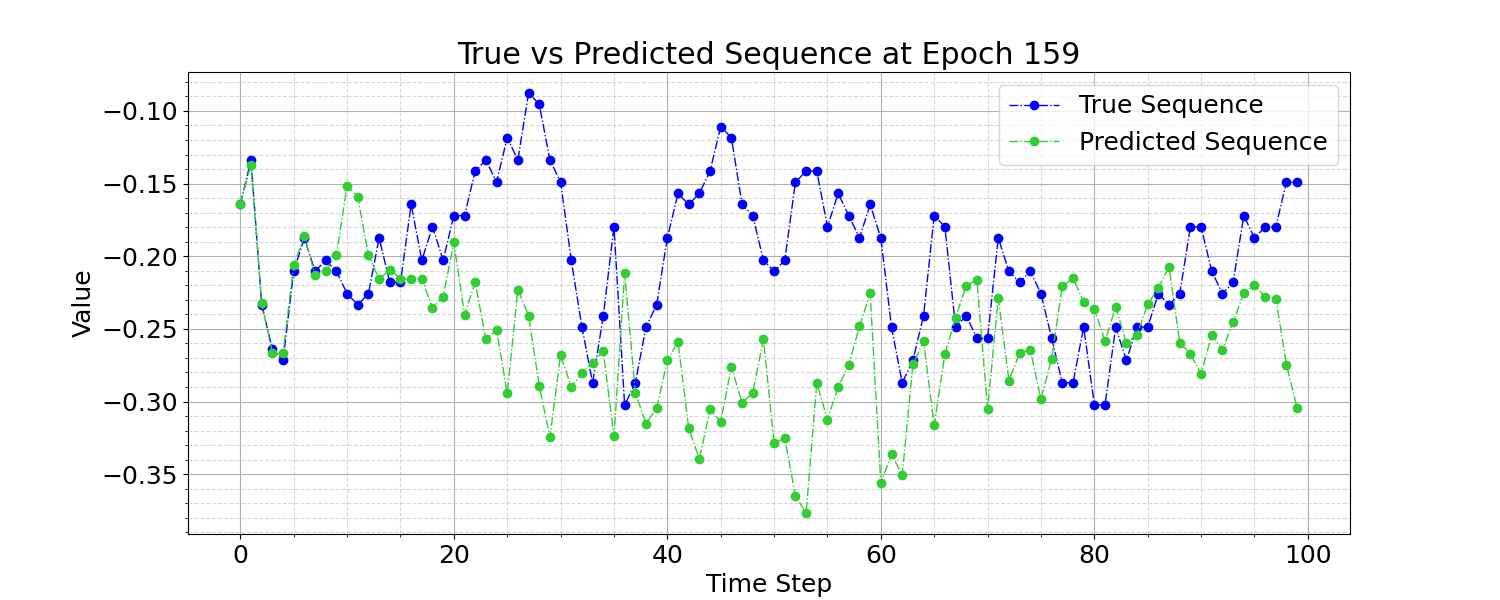 True vs Predicted Sequence at Epoch 159
True Sequence
Predicted Sequence
−0.10
−0.15
−0.20
−0.25
−0.30
−0.35
Value
0 20 40 60 80 100
Time Step